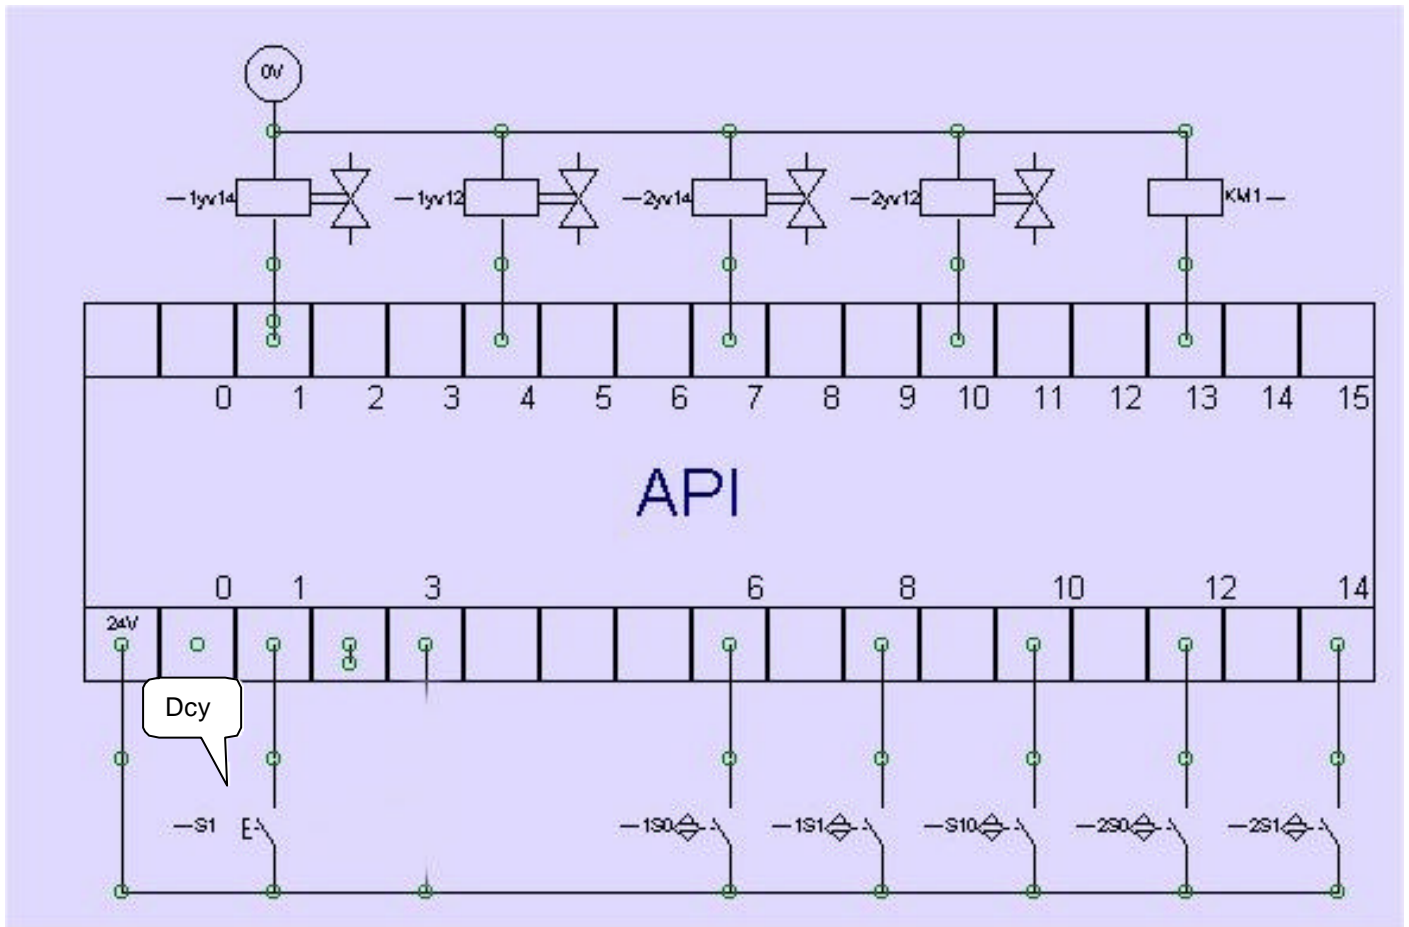 0V
—1yv14 —1yv12 —2yv14 —2yv12 KM1—
0 1 2 3 4 5 6 7 8 9 10 11 12 13 14 15
API
0 1 3 6 8 10 12 14
24V
Dcy
—S1 E —1S0 —1S1 —S10 —2S0 —2S1